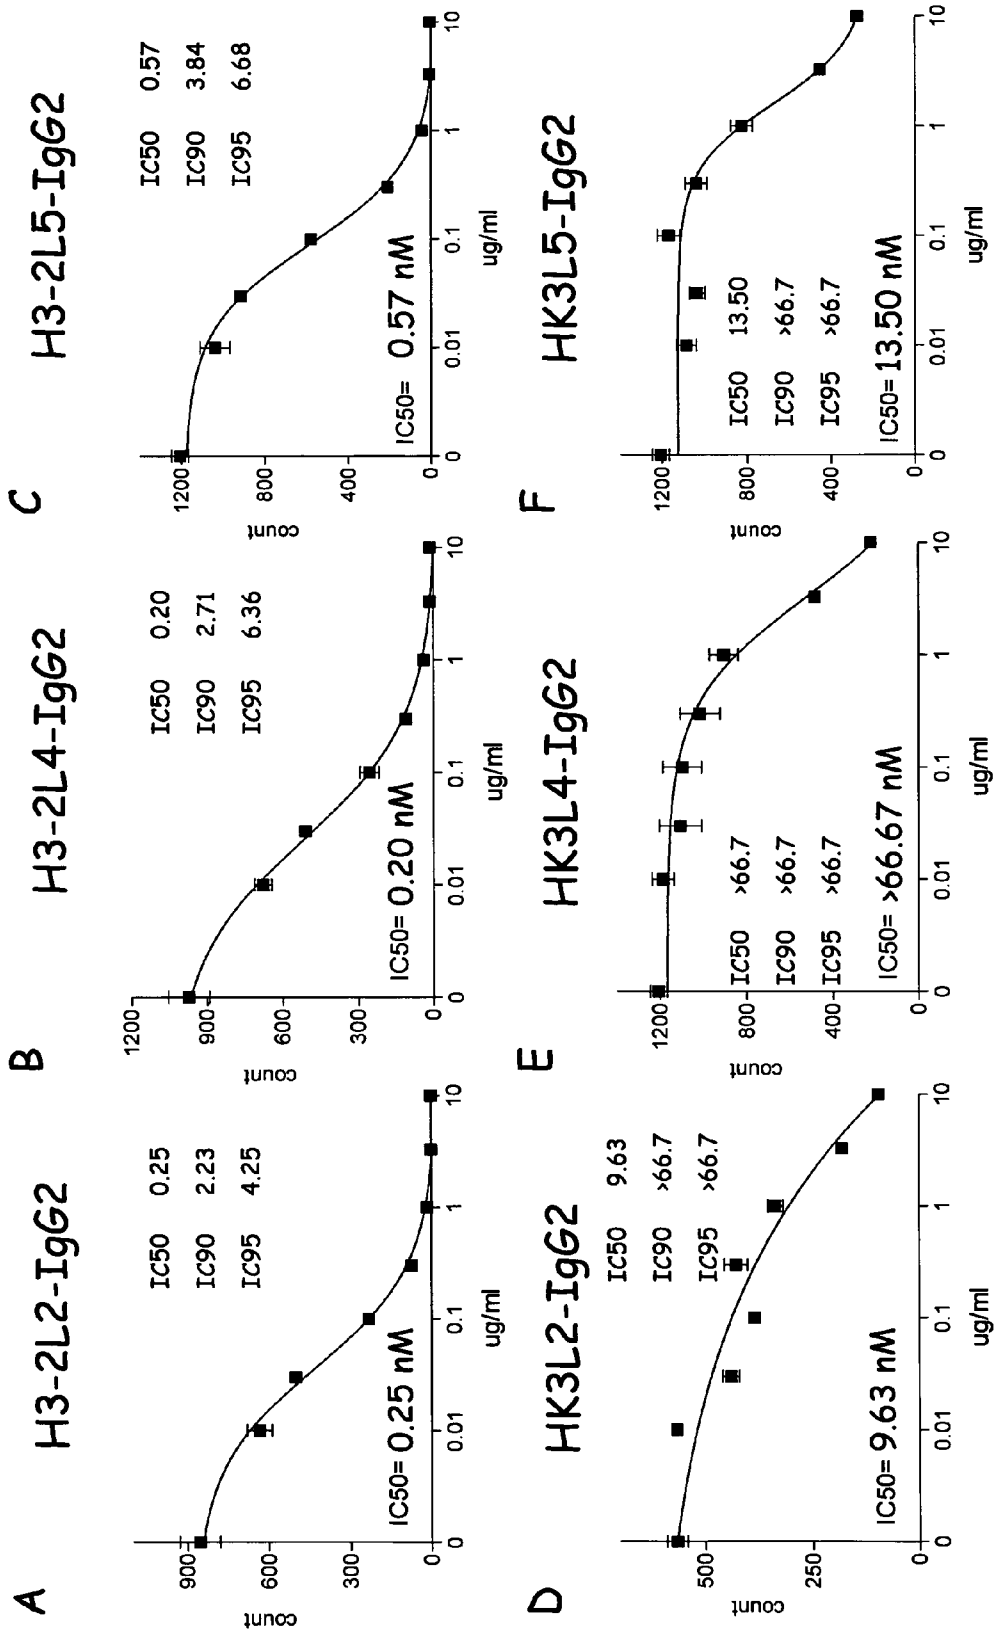 A
H3-2L2-IgG2
count
900
600
300
0
IC50 0.25
IC90 2.23
IC95 4.25
IC50= 0.25 nM
0 0.01 0.1 1 10
ug/ml
B
H3-2L4-IgG2
count
1200
900
600
300
0
IC50 0.20
IC90 2.71
IC95 6.36
IC50= 0.20 nM
0 0.01 0.1 1 10
ug/ml
C
H3-2L5-IgG2
count
1200
800
400
0
IC50 0.57
IC90 3.84
IC95 6.68
IC50= 0.57 nM
0 0.01 0.1 1 10
ug/ml
D
HK3L2-IgG2
count
500
250
0
IC50 9.63
IC90 >66.7
IC95 >66.7
IC50= 9.63 nM
0 0.01 0.1 1 10
ug/ml
E
HK3L4-IgG2
count
1200
800
400
0
IC50 >66.7
IC90 >66.7
IC95 >66.7
IC50= >66.67 nM
0 0.01 0.1 1 10
ug/ml
F
HK3L5-IgG2
count
1200
800
400
0
IC50 13.50
IC90 >66.7
IC95 >66.7
IC50= 13.50 nM
0 0.01 0.1 1 10
ug/ml